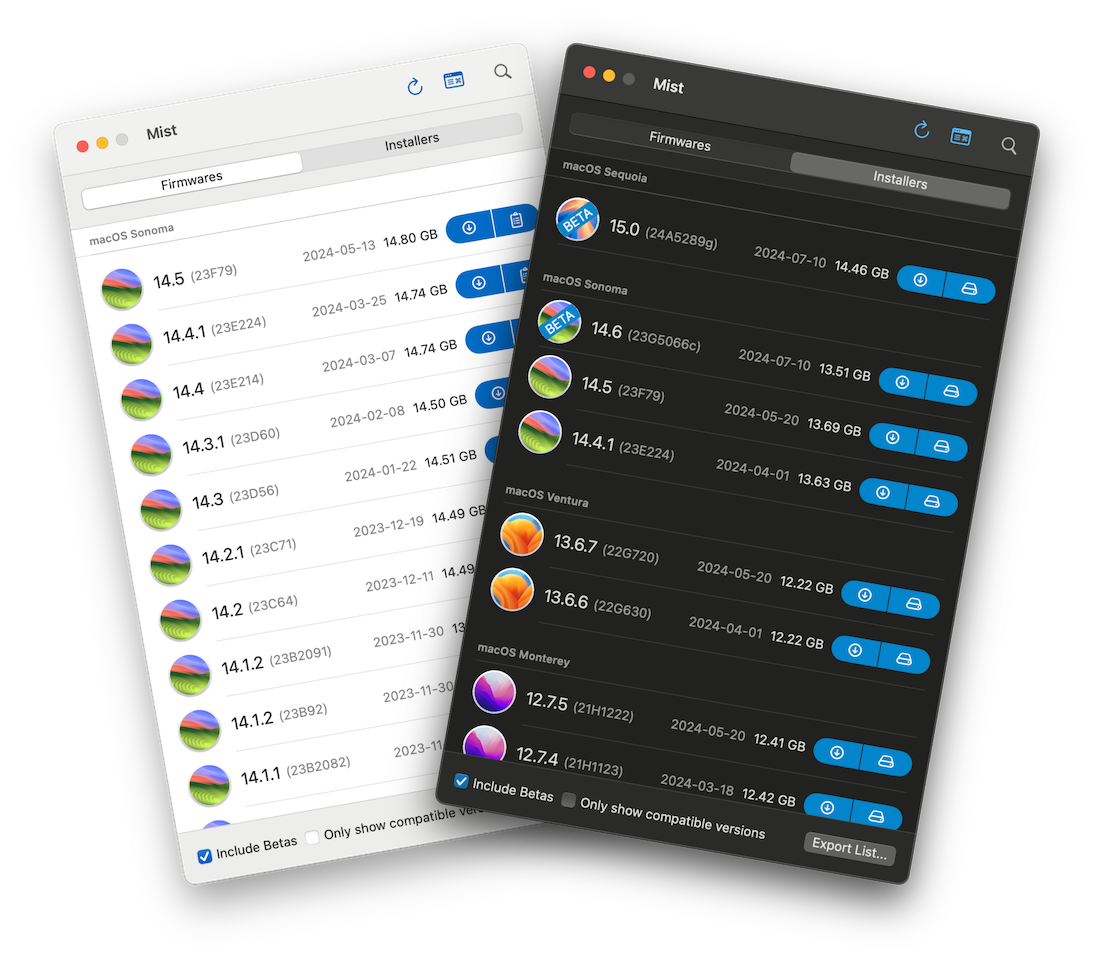 Mist
Firmwares
Installers
macOS Sonoma
14.5 (23F79) 2024-05-13 14.80 GB
14.4.1 (23E224) 2024-03-25 14.74 GB
14.4 (23E214) 2024-03-07 14.74 GB
14.3.1 (23D60) 2024-02-08 14.50 GB
14.3 (23D56) 2024-01-22 14.51 GB
14.2.1 (23C71) 2023-12-19 14.49 GB
14.2 (23C64) 2023-12-11 14.49
14.1.2 (23B2091) 2023-11-30
14.1.2 (23B92) 2023-11-30
14.1.1 (23B2082) 2023-11
Include Betas
Only show compatible
Mist
Firmwares
Installers
macOS Sequoia
BETA
15.0 (24A5289g) 2024-07-10 14.46 GB
macOS Sonoma
BETA
14.6 (23G5066c) 2024-07-10 13.51 GB
14.5 (23F79) 2024-05-20 13.69 GB
14.4.1 (23E224) 2024-04-01 13.63 GB
macOS Ventura
13.6.7 (22G720) 2024-05-20 12.22 GB
13.6.6 (22G630) 2024-04-01 12.22 GB
macOS Monterey
12.7.5 (21H1222) 2024-05-20 12.41 GB
12.7.4 (21H1123) 2024-03-18 12.42 GB
Include Betas
Only show compatible versions
Export List...